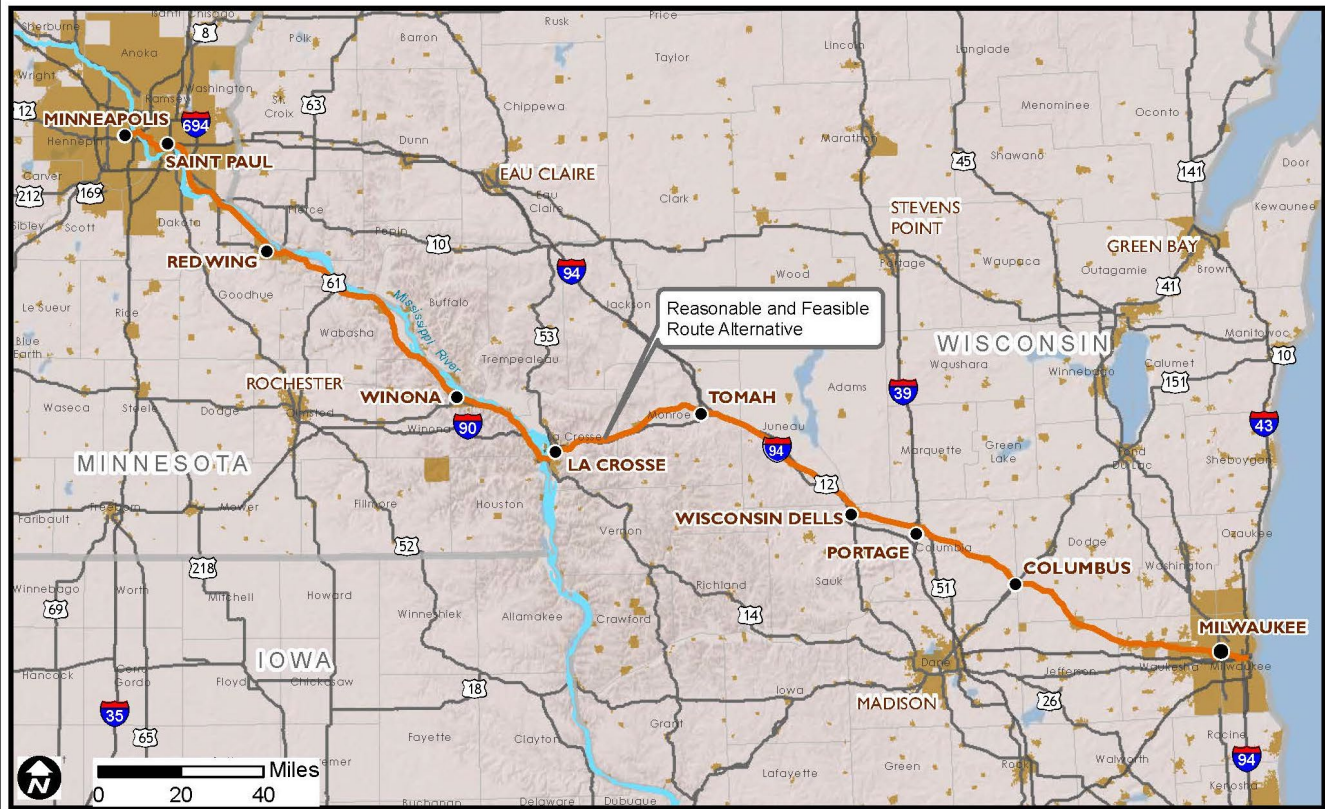 Sherburne
Isanti
Chisago
8
Polk
Barron
Rusk
Price
Lincoln
Langlade
Anoka
Taylor
Wright
Washington
Ramsey
St.
Croix
63
Chippewa
Menominee
Oconto
12
MINNEAPOLIS
694
Hennepin
Dunn
Marathon
45
Shawano
Door
SAINT PAUL
EAU CLAIRE
141
Carver
212
169
Eau
Claire
Clark
Kewaunee
Sibley
Scott
Dakota
Pierce
Pepin
10
STEVENS
POINT
GREEN BAY
RED WING
94
Wood
Portage
Waupaca
Outagamie
Brown
41
Le Sueur
Rice
Goodhue
61
Buffalo
Mississippi River
Jackson
Reasonable and Feasible
Route Alternative
Wabasha
53
Trempealeau
WISCONSIN
Manitowoc
Blue
Earth
Waushara
Winnebago
Calumet
10
151
ROCHESTER
Adams
39
Waseca
Steele
Dodge
Olmsted
WINONA
TOMAH
Monroe
Juneau
43
90
Winona
La Crosse
94
Marquette
Green
Lake
Fond
Du Lac
Sheboygan
MINNESOTA
LA CROSSE
12
Faribault
Freeborn
Mower
Fillmore
Houston
Vernon
WISCONSIN DELLS
PORTAGE
Columbia
Dodge
Washington
Ozaukee
52
218
COLUMBUS
Winnebago
Worth
Mitchell
Howard
Winneshiek
Allamakee
Crawford
Richland
Sauk
51
69
14
MILWAUKEE
IOWA
Dane
Jefferson
Waukesha
Milwaukee
Hancock
Cerro
Gordo
Floyd
Chickasaw
18
Iowa
MADISON
26
35
65
Grant
Racine
Fayette
Clayton
Lafayette
Green
Rock
Walworth
94
Kenosha
N
Miles
0
20
40
Buchanan
Delaware
Dubuque